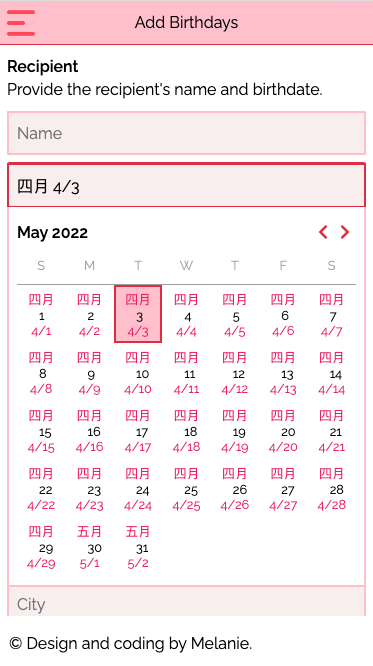 Add Birthdays
Recipient
Provide the recipient's name and birthdate.
Name
四月 4/3
May 2022
S M T W T F S
四月 四月 四月 四月 四月 四月 四月
1 2 3 4 5 6 7
4/1 4/2 4/3 4/4 4/5 4/6 4/7
四月 四月 四月 四月 四月 四月 四月
8 9 10 11 12 13 14
4/8 4/9 4/10 4/11 4/12 4/13 4/14
四月 四月 四月 四月 四月 四月 四月
15 16 17 18 19 20 21
4/15 4/16 4/17 4/18 4/19 4/20 4/21
四月 四月 四月 四月 四月 四月 四月
22 23 24 25 26 27 28
4/22 4/23 4/24 4/25 4/26 4/27 4/28
四月 五月 五月
29 30 31
4/29 5/1 5/2
City
© Design and coding by Melanie.